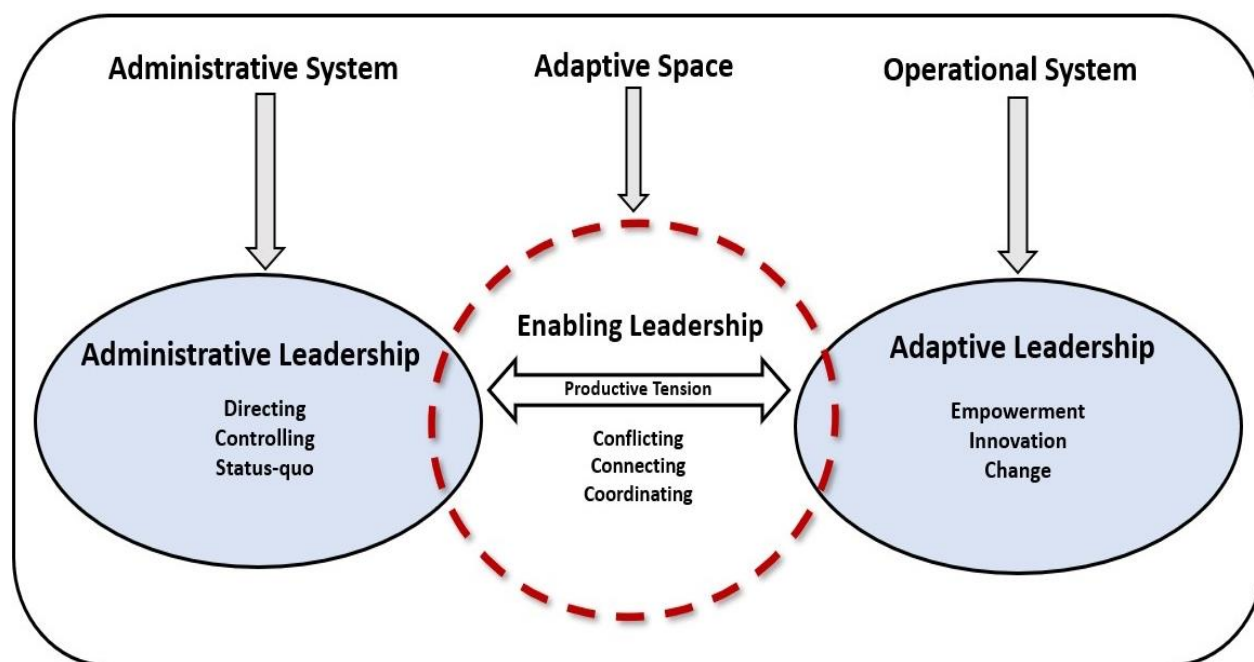 Administrative System
Adaptive Space
Operational System
Administrative Leadership
Directing
Controlling
Status-quo
Enabling Leadership
Productive Tension
Conflicting
Connecting
Coordinating
Adaptive Leadership
Empowerment
Innovation
Change